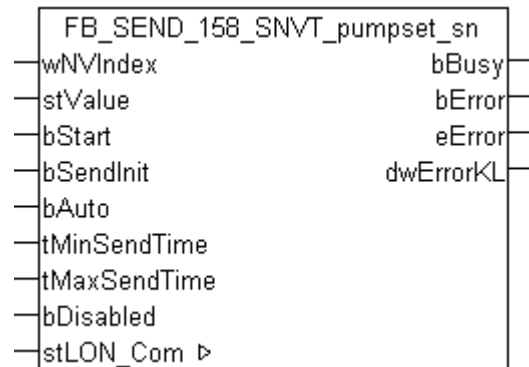 FB_SEND_158_SNVT_pumpset_sn
wNVIndex bBusy
stValue bError
bStart eError
bSendInit dwErrorKL
bAuto
tMinSendTime
tMaxSendTime
bDisabled
stLON_Com ▷